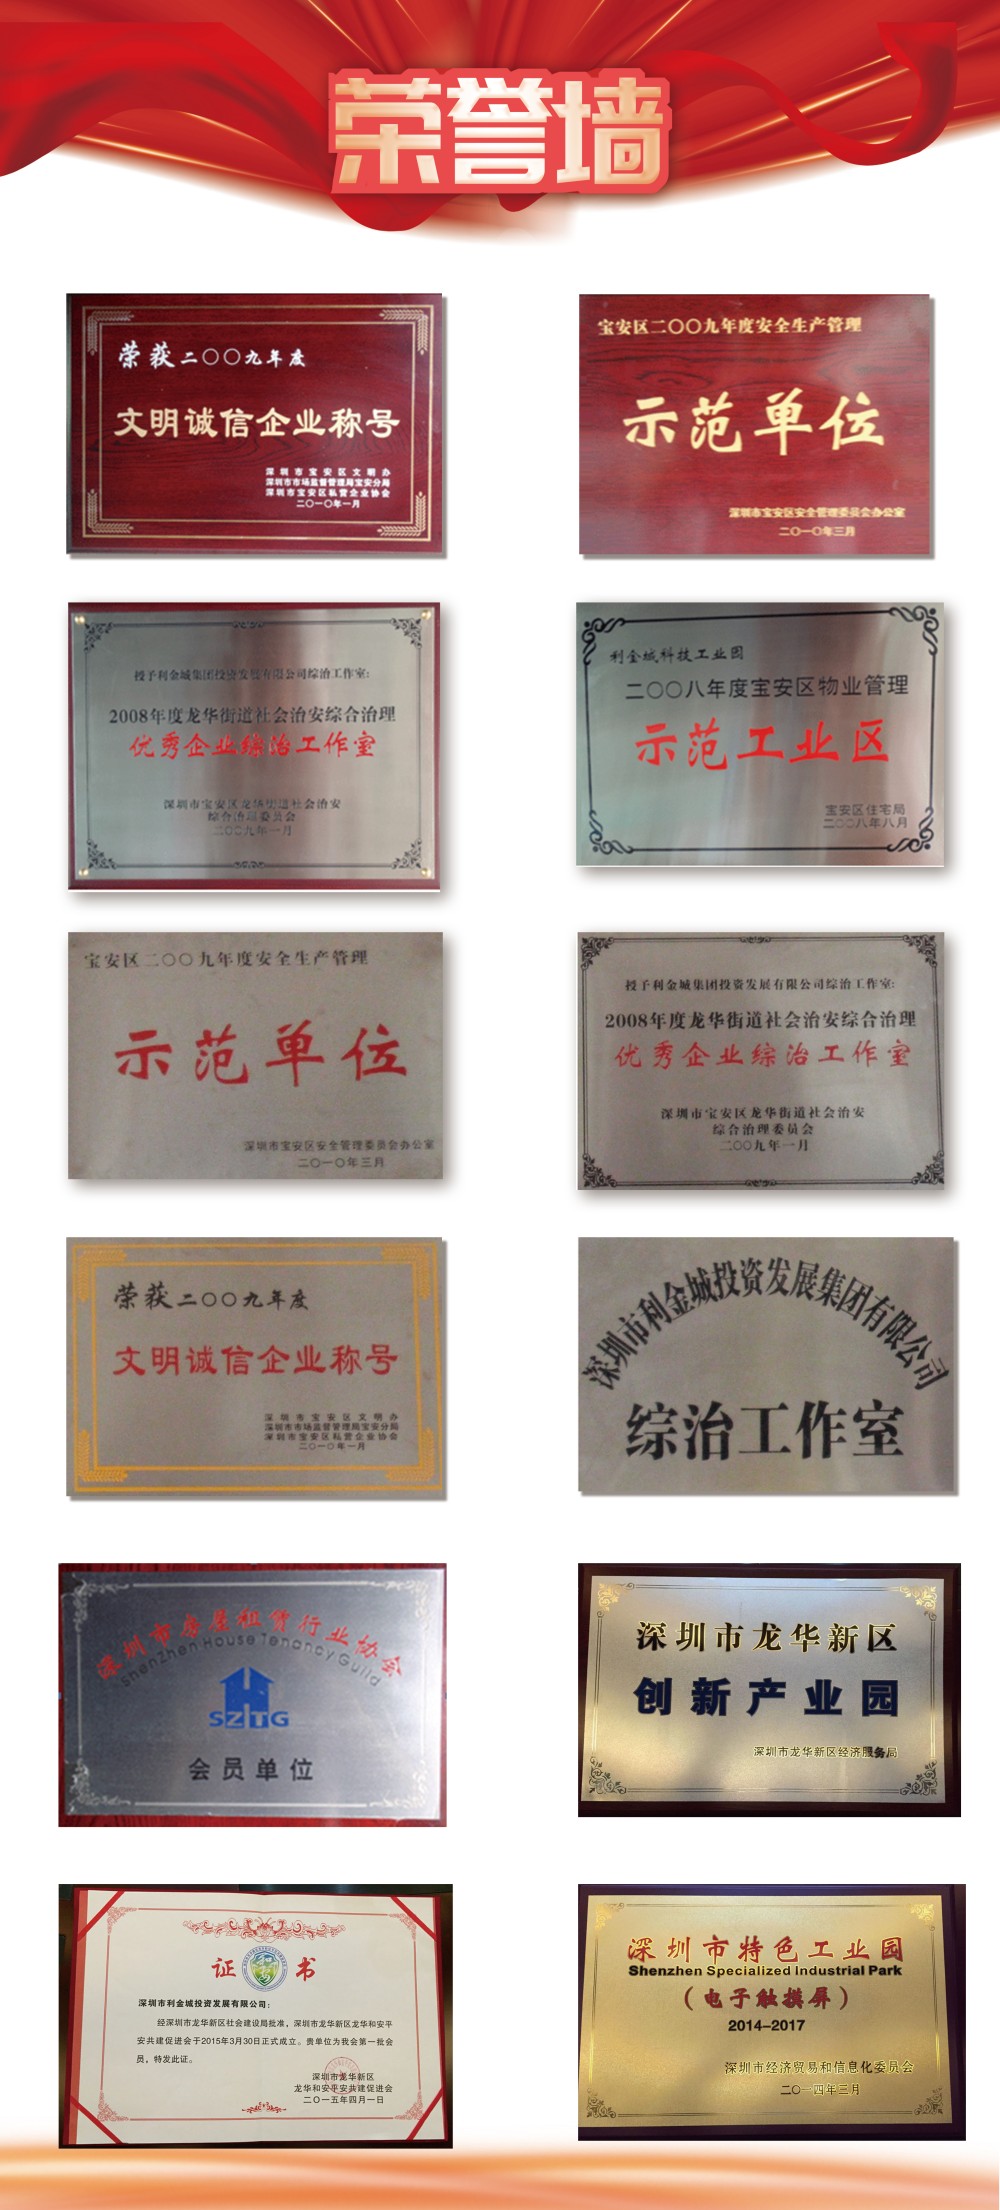 荣誉墙
荣获二〇〇九年度
文明诚信企业称号
深圳市宝安区文明办
深圳市市场监督管理局宝安分局
深圳市宝安区私营企业协会
二〇一〇年一月
宝安区二〇〇九年度安全生产管理
示范单位
深圳市宝安区安全管理委员会办公室
二〇一〇年三月
授予利金城集团投资发展有限公司综治工作室:
2008年度龙华街道社会治安综合治理
优秀企业综治工作室
深圳市宝安区龙华街道社会治安
综合治理委员会
二〇〇九年一月
利金城科技工业园
二〇〇八年度宝安区物业管理
示范工业区
宝安区住宅局
二〇〇八年八月
宝安区二〇〇九年度安全生产管理
示范单位
深圳市宝安区安全管理委员会办公室
二〇一〇年三月
授予利金城集团投资发展有限公司综治工作室:
2008年度龙华街道社会治安综合治理
优秀企业综治工作室
深圳市宝安区龙华街道社会治安
综合治理委员会
二〇〇九年一月
荣获二〇〇九年度
文明诚信企业称号
深圳市宝安区文明办
深圳市市场监督管理局宝安分局
深圳市宝安区私营企业协会
二〇一〇年一月
深圳市利金城投资发展集团有限公司
综治工作室
深圳市房屋租赁行业协会
ShenZhen House Tenancy Guild
SZTG
会员单位
深圳市龙华新区
创新产业园
深圳市龙华新区经济服务局
证书
深圳市利金城投资发展有限公司：
经深圳市龙华新区社会建设局批准，深圳市龙华新区龙华和安平
安共建促进会于2015年3月30日正式成立。贵单位为我会第一批会
员，特发此证。
深圳市龙华新区
龙华和安平安共建促进会
二〇一五年四月一日
深圳市特色工业园
Shenzhen Specialized Industrial Park
（电子触摸屏）
2014–2017
深圳市经济贸易和信息化委员会
二〇一四年三月